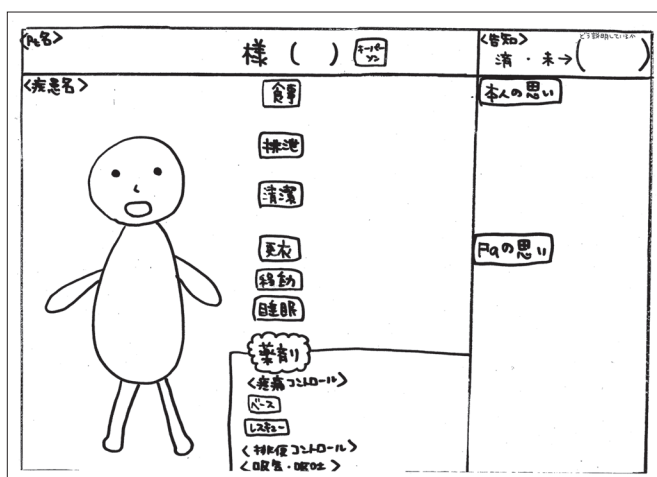 <Pt名>
様 ( ) キーパーソン
<告知>
どう説明しているか
済 ・ 未→( )
<疾患名>
食事
排泄
清潔
更衣
移動
睡眠
薬剤
<疼痛コントロール>
ベース
レスキュー
<排便コントロール>
<嘔気・嘔吐>
本人の思い
Faの思い